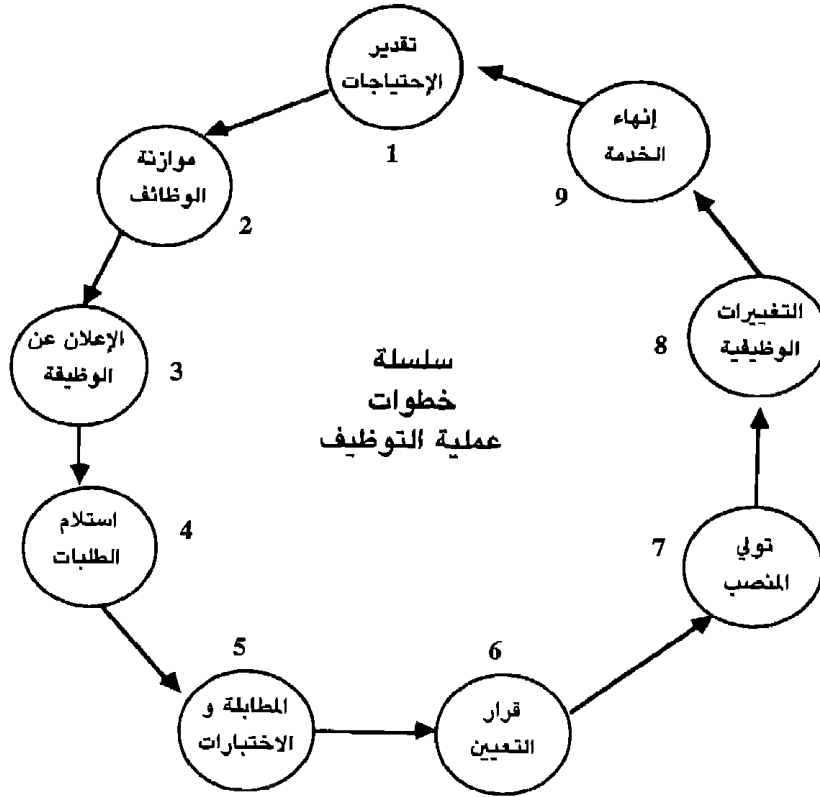 تقدير
الإحتياجات
1
موازنة
الوظائف
2
الإعلان عن
الوظيفة
3
استلام
الطلبات
4
5
المطابلة و
الاختبارات
6
قرار
التعيين
7
تولي
المنصب
8
التغييرات
الوظيفية
9
إنهاء
الخدمة
سلسلة
خطوات
عملية التوظيف